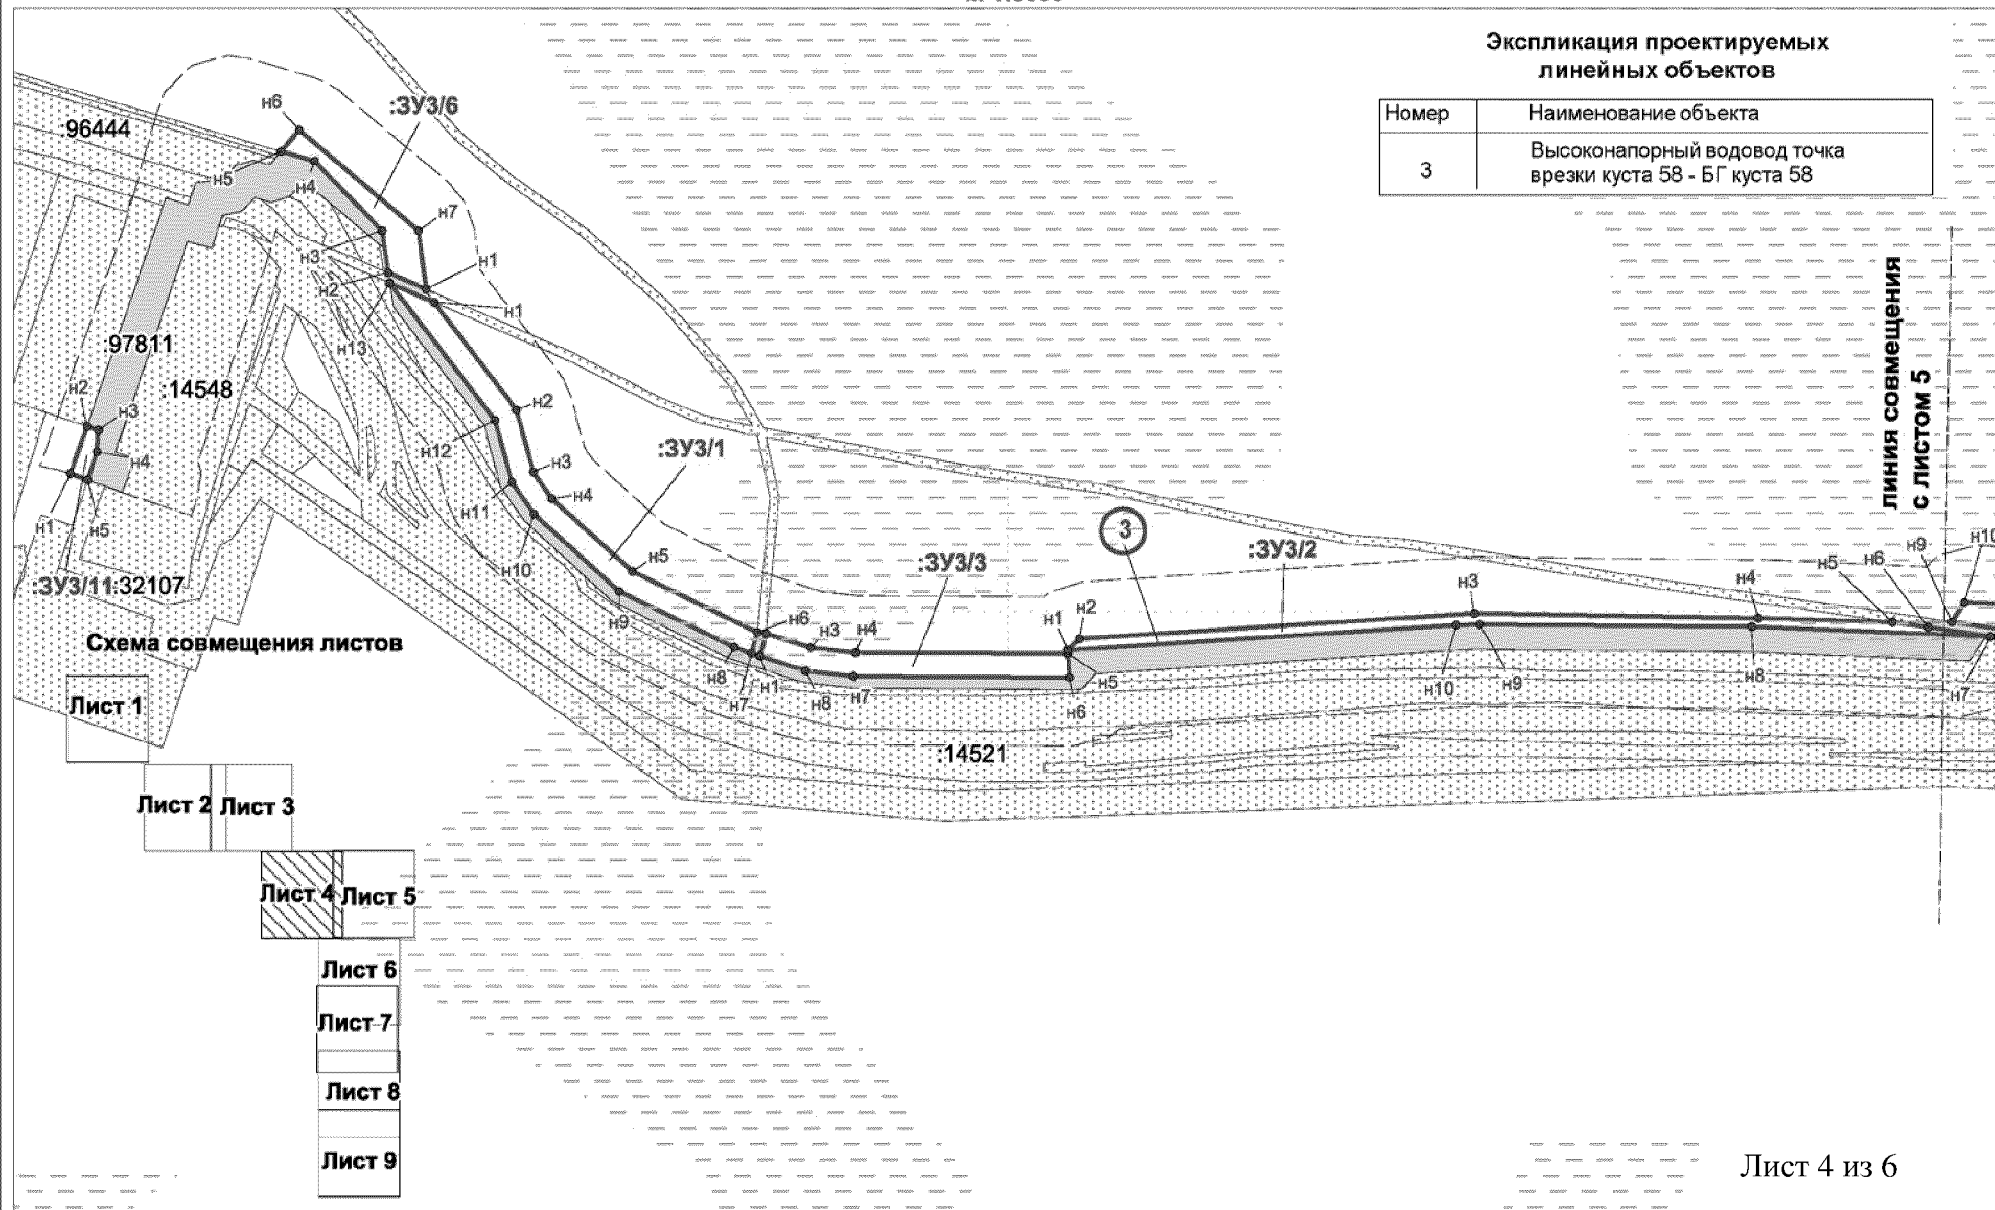 Экспликация проектируемых
линейных объектов
Номер
Наименование объекта
3
Высоконапорный водовод точка
врезки куста 58 - БГ куста 58
:96444
н6
:ЗУ3/6
н5
н4
н7
н3
н1
н2
н1
н13
:97811
:14548
н2
н3
н4
н1
н5
н2
:ЗУ3/1
н12
н3
н4
н11
н10
н5
н9
:ЗУ3/11
:32107
3
:ЗУ3/3
:ЗУ3/2
н6
н3
н4
н1
н2
н3
н4
н5
н6
н9
н10
н8
н7
н1
н8
н7
н5
н6
н10
н9
н8
н7
:14521
линия совмещения
с листом 5
Схема совмещения листов
Лист 1
Лист 2
Лист 3
Лист 4
Лист 5
Лист 6
Лист 7
Лист 8
Лист 9
Лист 4 из 6